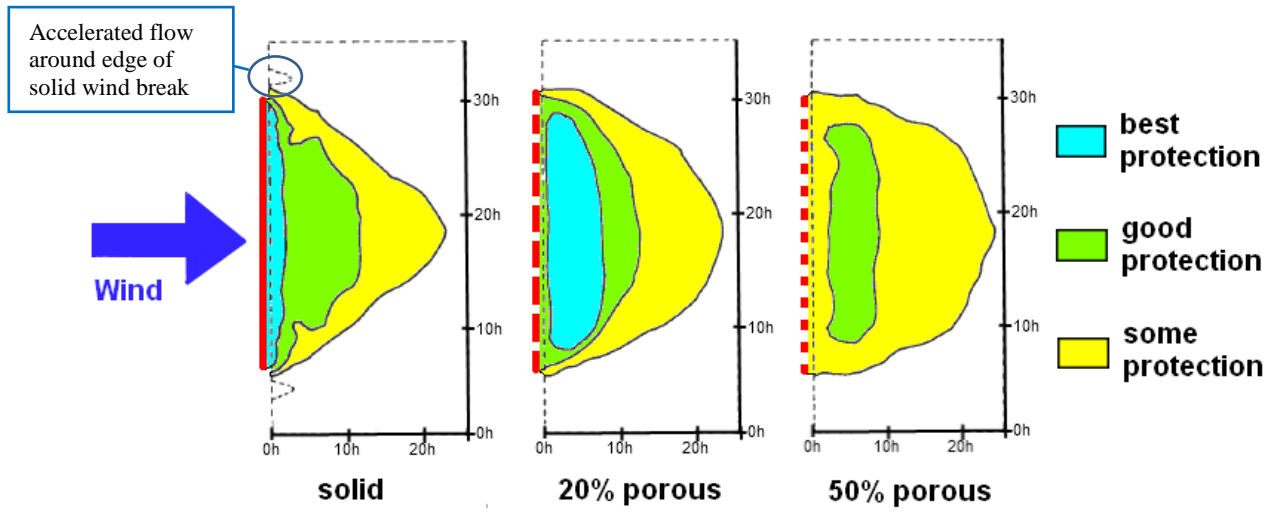 Accelerated flow
around edge of
solid wind break
Wind
30h
20h
10h
0h
0h
10h
20h
solid
30h
20h
10h
0h
0h
10h
20h
20% porous
30h
20h
10h
0h
0h
10h
20h
50% porous
best
protection
good
protection
some
protection